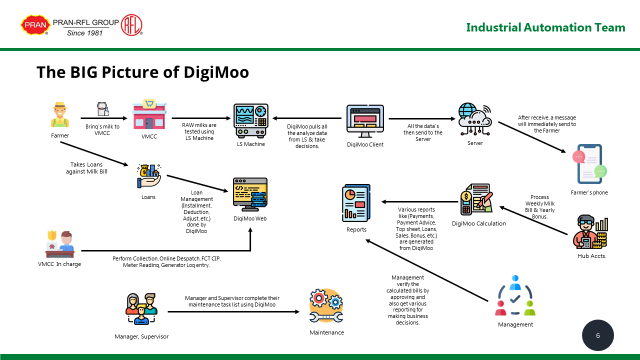 PRAN
PRAN-RFL GROUP
Since 1981
RFL
Industrial Automation Team
The BIG Picture of DigiMoo
Farmer
Bring's milk to
VMCC
VMCC
RAW milks are
tested using
LS Machine
LS Machine
DigiMoo pulls all
the analyze data
from LS & take
decisions.
DigiMoo Client
All the data's
then send to the
Server
Server
After receive, a message
will immediately send to
the Farmer
Farmer's phone
Takes Loans
against Milk Bill
Loans
Loan
Management
(Installment,
Deduction,
Adjust, etc.)
done by
DigiMoo
DigiMoo Web
Reports
Various reports
like (Payments,
Payment Advice,
Top sheet, Loans,
Sales, Bonus, etc.)
are generated
from DigiMoo
DigiMoo Calculation
Process
Weekly Milk
Bill & Yearly
Bonus.
Hub Accts.
VMCC In charge
Perform Collection, Online Despatch, FCT CIP,
Meter Reading, Generator Log entry.
Management
verify the
calculated bills by
approving and
also get various
reporting for
making business
decisions.
Management
Manager, Supervisor
Manager and Supervisor complete their
maintenance task list using DigiMoo
Maintenance
6